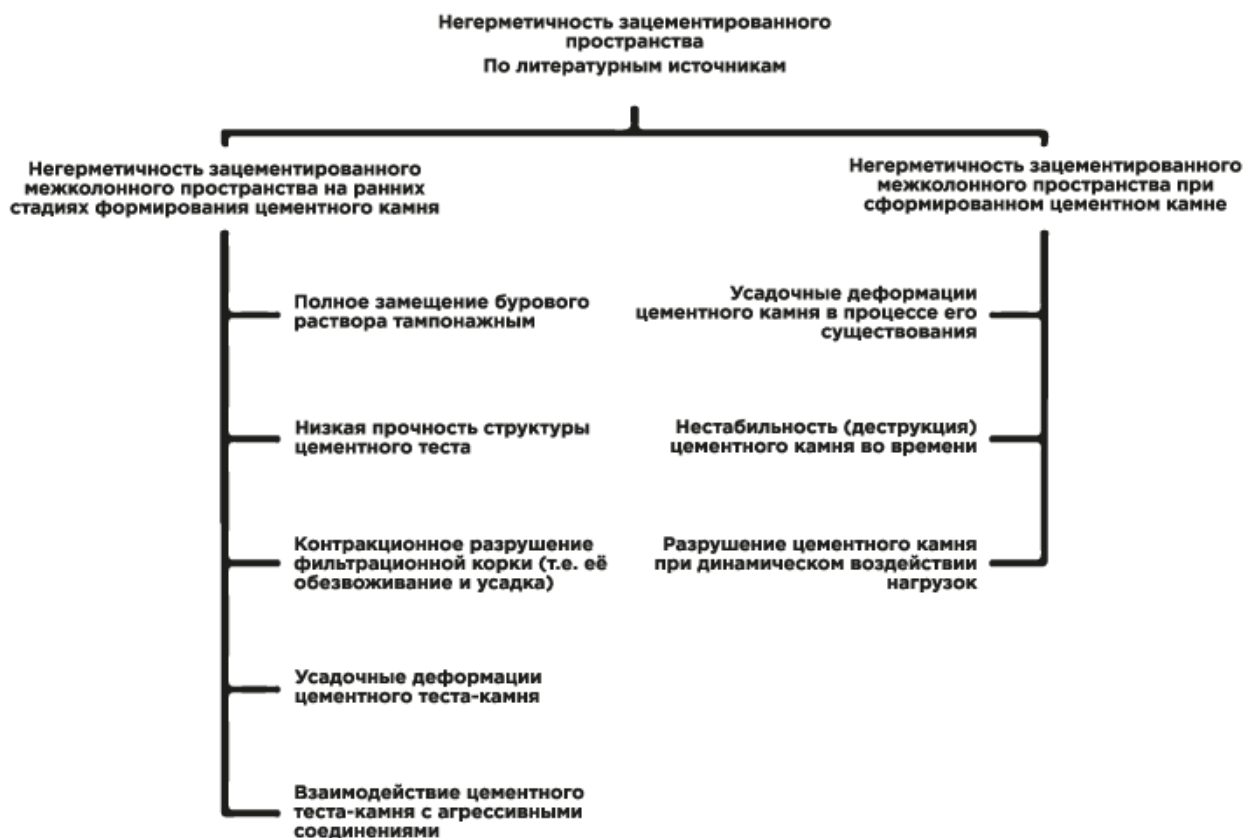 Негерметичность зацементированного
пространства
По литературным источникам
Негерметичность зацементированного
межколонного пространства на ранних
стадиях формирования цементного камня
Полное замещение бурового
раствора тампонажным
Низкая прочность структуры
цементного теста
Контракционное разрушение
фильтрационной корки (т.е. её
обезвоживание и усадка)
Усадочные деформации
цементного теста-камня
Взаимодействие цементного
теста-камня с агрессивными
соединениями
Негерметичность зацементированного
межколонного пространства при
сформированном цементном камне
Усадочные деформации
цементного камня в процессе его
существования
Нестабильность (деструкция)
цементного камня во времени
Разрушение цементного камня
при динамическом воздействии
нагрузок